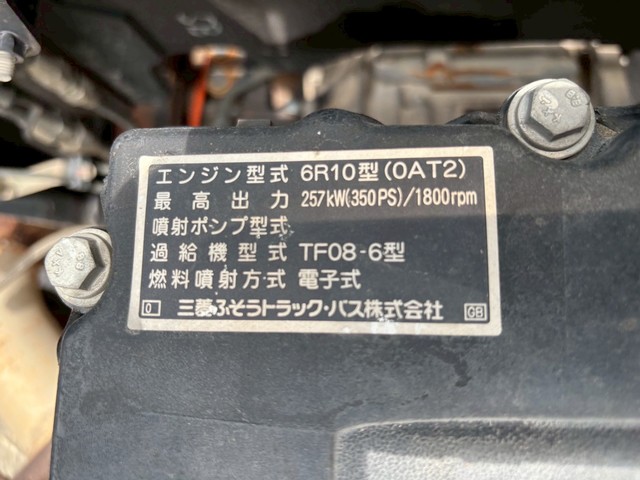 エンジン型式 6R10型(0AT2)
最高出力 257kW(350PS)/1800rpm
噴射ポンプ型式
過給機型式 TF08-6型
燃料噴射方式 電子式
0 三菱ふそうトラック・バス株式会社 GB